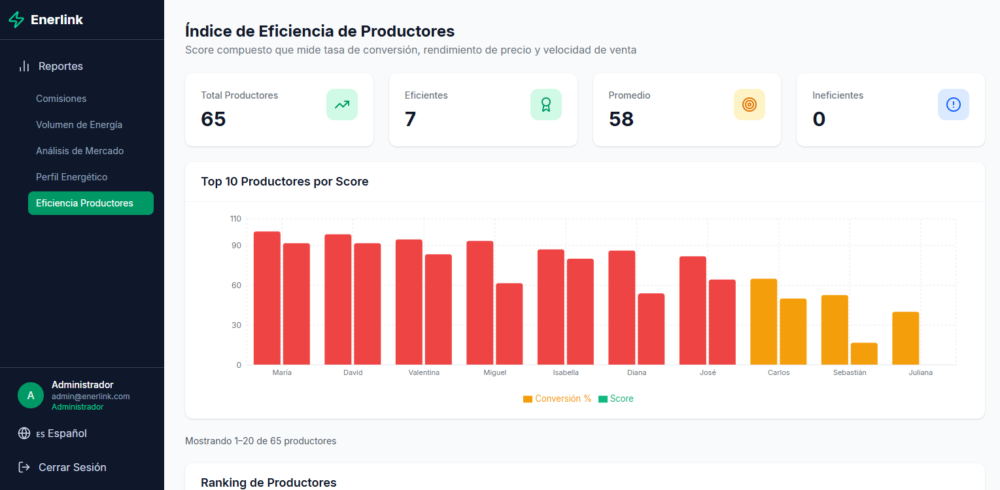 Enerlink
Reportes
Comisiones
Volumen de Energía
Análisis de Mercado
Perfil Energético
Eficiencia Productores
A
Administrador
admin@enerlink.com
Administrador
ES Español
Cerrar Sesión
Índice de Eficiencia de Productores
Score compuesto que mide tasa de conversión, rendimiento de precio y velocidad de venta
Total Productores
65
Eficientes
7
Promedio
58
Ineficientes
0
Top 10 Productores por Score
110
90
60
30
0
María David Valentina Miguel Isabella Diana José Carlos Sebastián Juliana
Conversión % Score
Mostrando 1–20 de 65 productores
Ranking de Productores